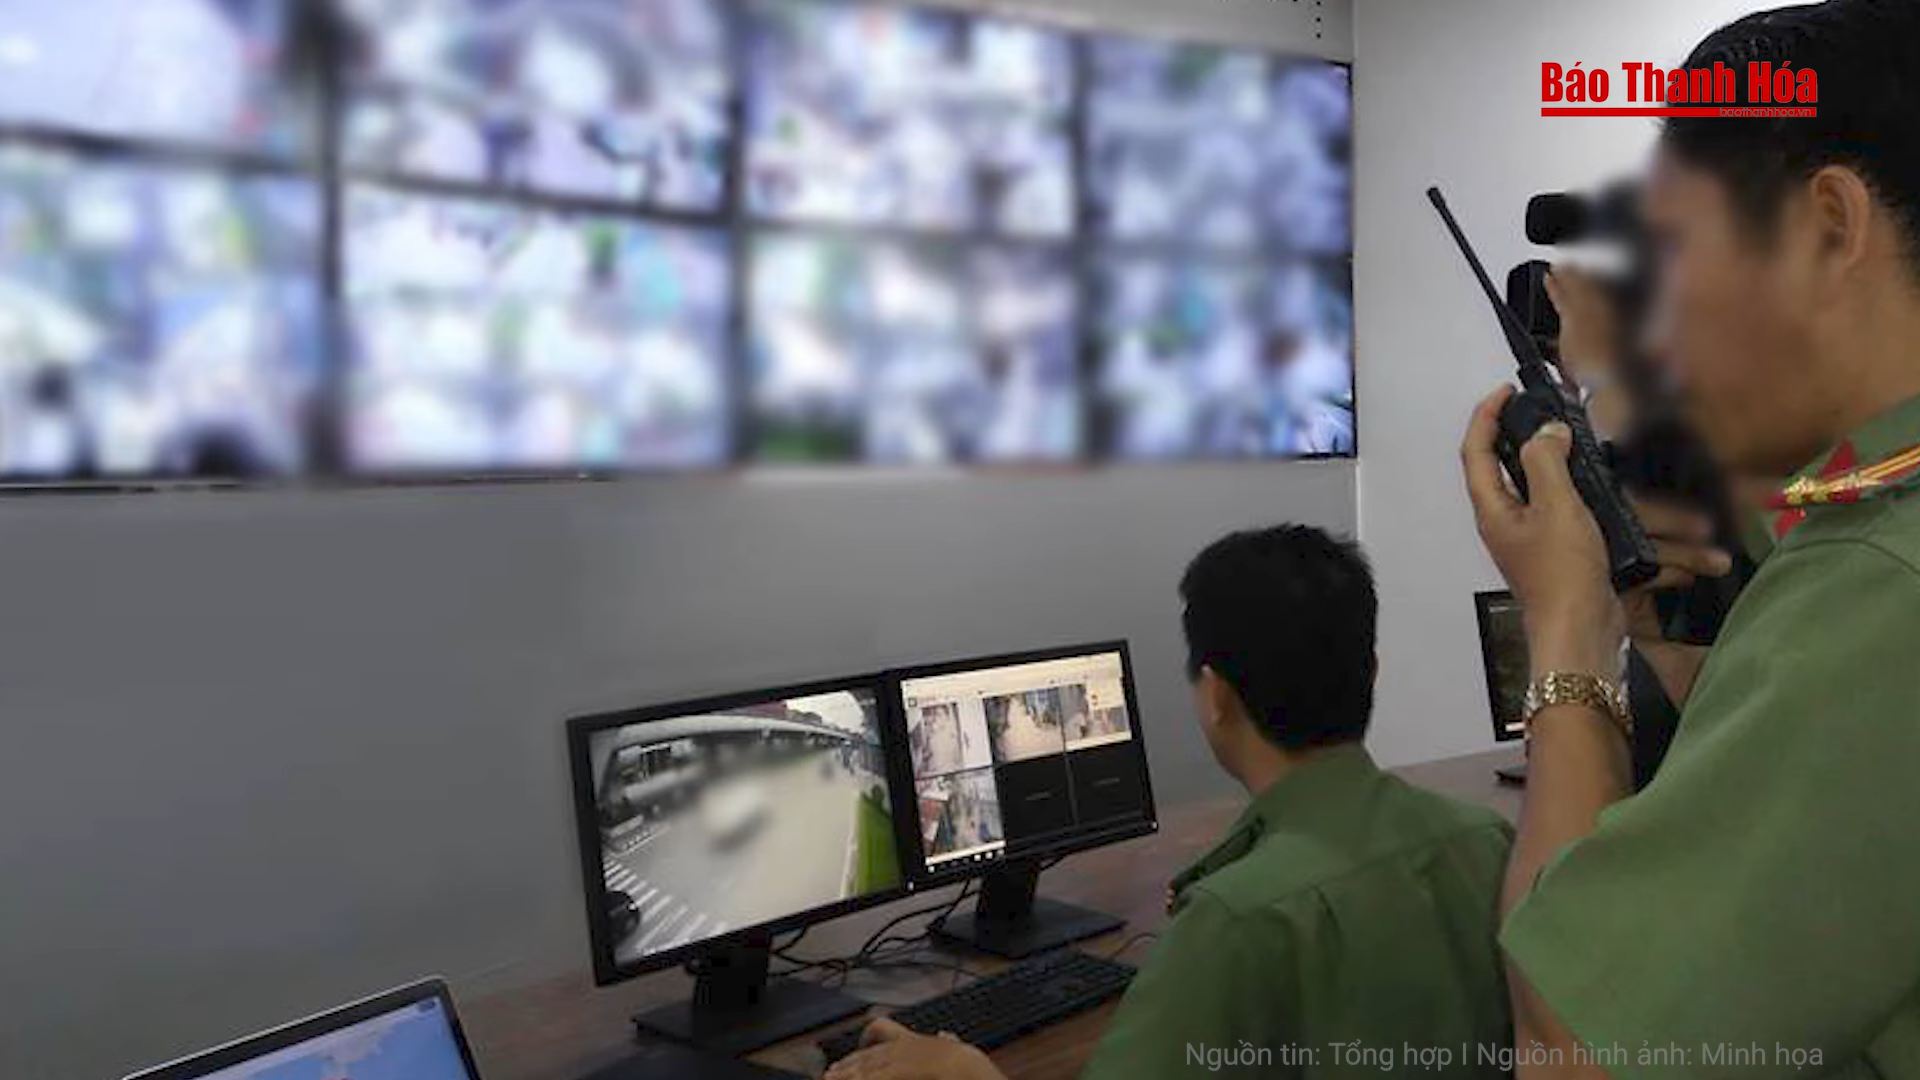 Báo Thanh Hóa
baothanhhoa.vn
Nguồn tin: Tổng hợp I Nguồn hình ảnh: Minh họa